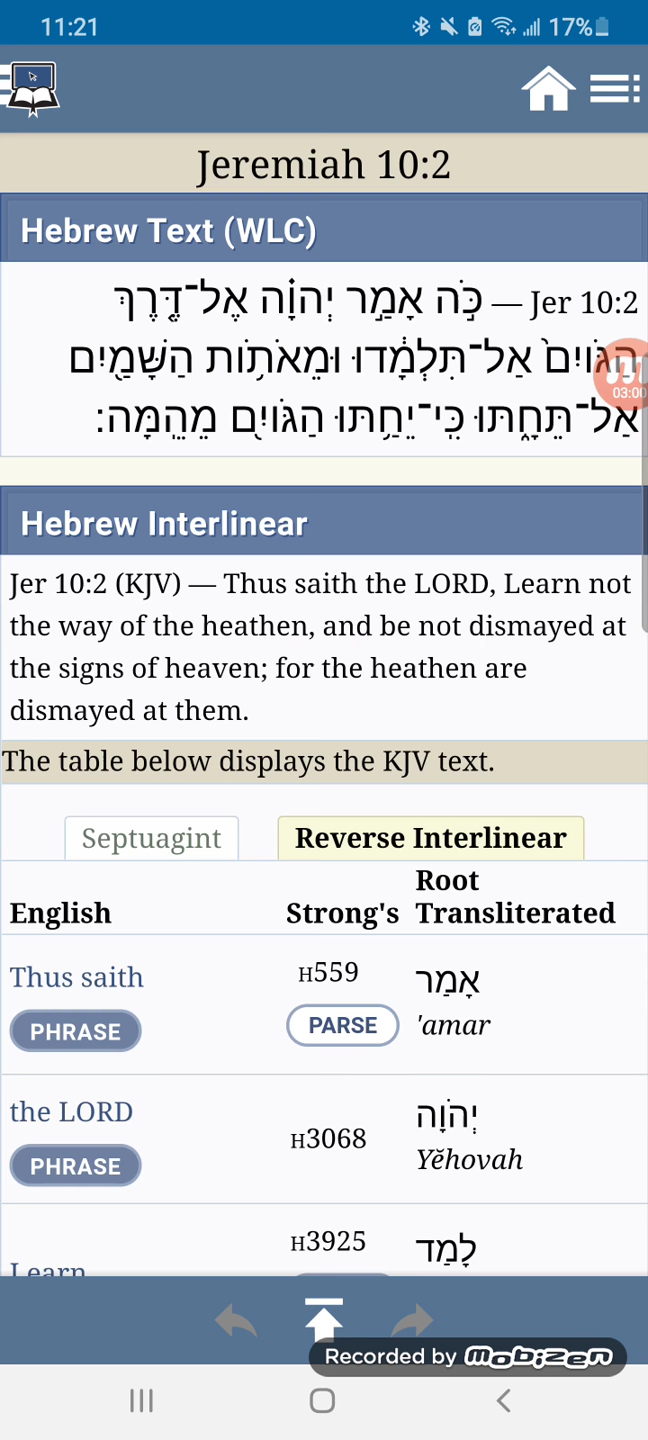 11:21
17%
Jeremiah 10:2
Hebrew Text (WLC)
Jer 10:2 — כֹּ֣ה אָמַ֣ר יְהוָ֗ה אֶל־דֶּ֤רֶךְ
הַגּוֹיִם֙ אַל־תִּלְמָ֔דוּ וּמֵאֹת֥וֹת הַשָּׁמַ֖יִם
אַל־תֵּחָ֑תּוּ כִּֽי־יֵחַ֥תּוּ הַגּוֹיִ֖ם מֵהֵֽמָּה׃
03:00
Hebrew Interlinear
Jer 10:2 (KJV) — Thus saith the LORD, Learn not
the way of the heathen, and be not dismayed at
the signs of heaven; for the heathen are
dismayed at them.
The table below displays the KJV text.
Septuagint Reverse Interlinear
English Strong's Root Transliterated
Thus saith H559 אָמַר
PHRASE PARSE 'amar
the LORD H3068 יְהֹוָה
PHRASE Yĕhovah
Learn H3925 לָמַד
Recorded by mobizen